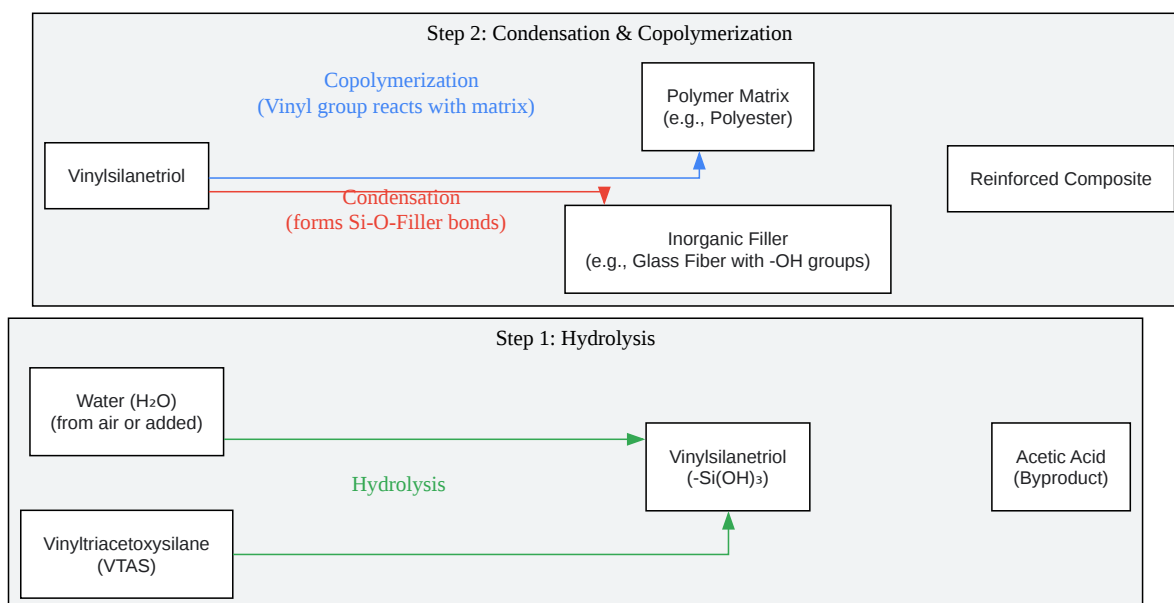 Step 2: Condensation & Copolymerization
Copolymerization
(Vinyl group reacts with matrix)
Polymer Matrix
(e.g., Polyester)
Vinylsilanetriol
Reinforced Composite
Condensation
(forms Si-O-Filler bonds)
Inorganic Filler
(e.g., Glass Fiber with -OH groups)
Step 1: Hydrolysis
Water (H₂O)
(from air or added)
Vinylsilanetriol
(-Si(OH)₃)
Acetic Acid
(Byproduct)
Hydrolysis
Vinyltriacetoxysilane
(VTAS)